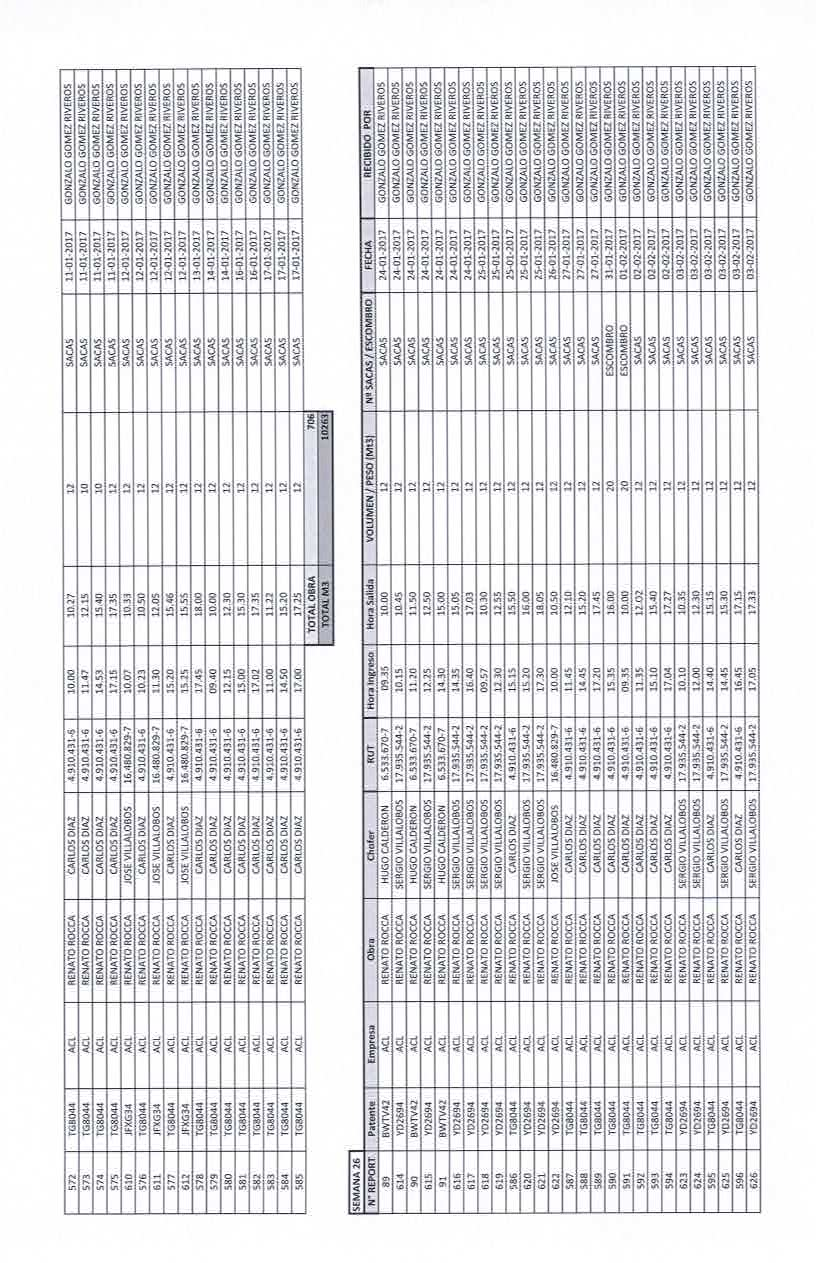 572 TG8044 ACL RENATO ROCCA CARLOS DIAZ 4.910.431-6 10.00 10.27 12 SACAS 11-01-2017 GONZALO GOMEZ RIVEROS
573 TG8044 ACL RENATO ROCCA CARLOS DIAZ 4.910.431-6 11.47 12.15 10 SACAS 11-01-2017 GONZALO GOMEZ RIVEROS
574 TG8044 ACL RENATO ROCCA CARLOS DIAZ 4.910.431-6 14.53 15.40 10 SACAS 11-01-2017 GONZALO GOMEZ RIVEROS
575 TG8044 ACL RENATO ROCCA CARLOS DIAZ 4.910.431-6 17.15 17.35 12 SACAS 11-01-2017 GONZALO GOMEZ RIVEROS
610 JFXG34 ACL RENATO ROCCA JOSE VILLALOBOS 16.480.829-7 10.07 10.33 12 SACAS 12-01-2017 GONZALO GOMEZ RIVEROS
576 TG8044 ACL RENATO ROCCA CARLOS DIAZ 4.910.431-6 10.23 10.50 12 SACAS 12-01-2017 GONZALO GOMEZ RIVEROS
611 JFXG34 ACL RENATO ROCCA JOSE VILLALOBOS 16.480.829-7 11.30 12.05 12 SACAS 12-01-2017 GONZALO GOMEZ RIVEROS
577 TG8044 ACL RENATO ROCCA CARLOS DIAZ 4.910.431-6 15.20 15.46 12 SACAS 12-01-2017 GONZALO GOMEZ RIVEROS
612 JFXG34 ACL RENATO ROCCA JOSE VILLALOBOS 16.480.829-7 15.25 15.55 12 SACAS 12-01-2017 GONZALO GOMEZ RIVEROS
578 TG8044 ACL RENATO ROCCA CARLOS DIAZ 4.910.431-6 17.45 18.00 12 SACAS 13-01-2017 GONZALO GOMEZ RIVEROS
579 TG8044 ACL RENATO ROCCA CARLOS DIAZ 4.910.431-6 09.40 10.00 12 SACAS 14-01-2017 GONZALO GOMEZ RIVEROS
580 TG8044 ACL RENATO ROCCA CARLOS DIAZ 4.910.431-6 12.15 12.30 12 SACAS 14-01-2017 GONZALO GOMEZ RIVEROS
581 TG8044 ACL RENATO ROCCA CARLOS DIAZ 4.910.431-6 15.00 15.30 12 SACAS 16-01-2017 GONZALO GOMEZ RIVEROS
582 TG8044 ACL RENATO ROCCA CARLOS DIAZ 4.910.431-6 17.02 17.35 12 SACAS 16-01-2017 GONZALO GOMEZ RIVEROS
583 TG8044 ACL RENATO ROCCA CARLOS DIAZ 4.910.431-6 11.00 11.22 12 SACAS 17-01-2017 GONZALO GOMEZ RIVEROS
584 TG8044 ACL RENATO ROCCA CARLOS DIAZ 4.910.431-6 14.50 15.20 12 SACAS 17-01-2017 GONZALO GOMEZ RIVEROS
585 TG8044 ACL RENATO ROCCA CARLOS DIAZ 4.910.431-6 17.00 17.25 12 SACAS 17-01-2017 GONZALO GOMEZ RIVEROS
TOTAL OBRA 706
TOTAL M3 10263
SEMANA 26
N° REPORT Patente Empresa Obra Chofer RUT Hora Ingreso Hora Salida VOLUMEN / PESO (Mt3) Nº SACAS / ESCOMBRO FECHA RECIBIDO POR
89 BWTV42 ACL RENATO ROCCA HUGO CALDERON 6.533.670-7 09.35 10.00 12 SACAS 24-01-2017 GONZALO GOMEZ RIVEROS
614 YD2694 ACL RENATO ROCCA SERGIO VILLALOBOS 17.935.544-2 10.15 10.45 12 SACAS 24-01-2017 GONZALO GOMEZ RIVEROS
90 BWTV42 ACL RENATO ROCCA HUGO CALDERON 6.533.670-7 11.20 11.50 12 SACAS 24-01-2017 GONZALO GOMEZ RIVEROS
615 YD2694 ACL RENATO ROCCA SERGIO VILLALOBOS 17.935.544-2 12.25 12.50 12 SACAS 24-01-2017 GONZALO GOMEZ RIVEROS
91 BWTV42 ACL RENATO ROCCA HUGO CALDERON 6.533.670-7 14.30 15.00 12 SACAS 24-01-2017 GONZALO GOMEZ RIVEROS
616 YD2694 ACL RENATO ROCCA SERGIO VILLALOBOS 17.935.544-2 14.35 15.05 12 SACAS 24-01-2017 GONZALO GOMEZ RIVEROS
617 YD2694 ACL RENATO ROCCA SERGIO VILLALOBOS 17.935.544-2 16.40 17.03 12 SACAS 24-01-2017 GONZALO GOMEZ RIVEROS
618 YD2694 ACL RENATO ROCCA SERGIO VILLALOBOS 17.935.544-2 09.57 10.30 12 SACAS 25-01-2017 GONZALO GOMEZ RIVEROS
619 YD2694 ACL RENATO ROCCA SERGIO VILLALOBOS 17.935.544-2 12.30 12.55 12 SACAS 25-01-2017 GONZALO GOMEZ RIVEROS
586 TG8044 ACL RENATO ROCCA CARLOS DIAZ 4.910.431-6 15.15 15.50 12 SACAS 25-01-2017 GONZALO GOMEZ RIVEROS
620 YD2694 ACL RENATO ROCCA SERGIO VILLALOBOS 17.935.544-2 15.20 16.00 12 SACAS 25-01-2017 GONZALO GOMEZ RIVEROS
621 YD2694 ACL RENATO ROCCA SERGIO VILLALOBOS 17.935.544-2 17.30 18.05 12 SACAS 25-01-2017 GONZALO GOMEZ RIVEROS
622 YD2694 ACL RENATO ROCCA JOSE VILLALOBOS 16.480.829-7 10.00 10.50 12 SACAS 26-01-2017 GONZALO GOMEZ RIVEROS
587 TG8044 ACL RENATO ROCCA CARLOS DIAZ 4.910.431-6 11.45 12.10 12 SACAS 27-01-2017 GONZALO GOMEZ RIVEROS
588 TG8044 ACL RENATO ROCCA CARLOS DIAZ 4.910.431-6 14.45 15.20 12 SACAS 27-01-2017 GONZALO GOMEZ RIVEROS
589 TG8044 ACL RENATO ROCCA CARLOS DIAZ 4.910.431-6 17.20 17.45 12 SACAS 27-01-2017 GONZALO GOMEZ RIVEROS
590 TG8044 ACL RENATO ROCCA CARLOS DIAZ 4.910.431-6 15.35 16.00 20 ESCOMBRO 31-01-2017 GONZALO GOMEZ RIVEROS
591 TG8044 ACL RENATO ROCCA CARLOS DIAZ 4.910.431-6 09.35 10.00 20 ESCOMBRO 01-02-2017 GONZALO GOMEZ RIVEROS
592 TG8044 ACL RENATO ROCCA CARLOS DIAZ 4.910.431-6 11.35 12.02 12 SACAS 02-02-2017 GONZALO GOMEZ RIVEROS
593 TG8044 ACL RENATO ROCCA CARLOS DIAZ 4.910.431-6 15.10 15.40 12 SACAS 02-02-2017 GONZALO GOMEZ RIVEROS
594 TG8044 ACL RENATO ROCCA CARLOS DIAZ 4.910.431-6 17.04 17.27 12 SACAS 02-02-2017 GONZALO GOMEZ RIVEROS
623 YD2694 ACL RENATO ROCCA SERGIO VILLALOBOS 17.935.544-2 10.10 10.35 12 SACAS 03-02-2017 GONZALO GOMEZ RIVEROS
624 YD2694 ACL RENATO ROCCA SERGIO VILLALOBOS 17.935.544-2 12.00 12.30 12 SACAS 03-02-2017 GONZALO GOMEZ RIVEROS
595 TG8044 ACL RENATO ROCCA CARLOS DIAZ 4.910.431-6 14.40 15.15 12 SACAS 03-02-2017 GONZALO GOMEZ RIVEROS
625 YD2694 ACL RENATO ROCCA SERGIO VILLALOBOS 17.935.544-2 14.45 15.30 12 SACAS 03-02-2017 GONZALO GOMEZ RIVEROS
596 TG8044 ACL RENATO ROCCA CARLOS DIAZ 4.910.431-6 16.45 17.15 12 SACAS 03-02-2017 GONZALO GOMEZ RIVEROS
626 YD2694 ACL RENATO ROCCA SERGIO VILLALOBOS 17.935.544-2 17.05 17.33 12 SACAS 03-02-2017 GONZALO GOMEZ RIVEROS